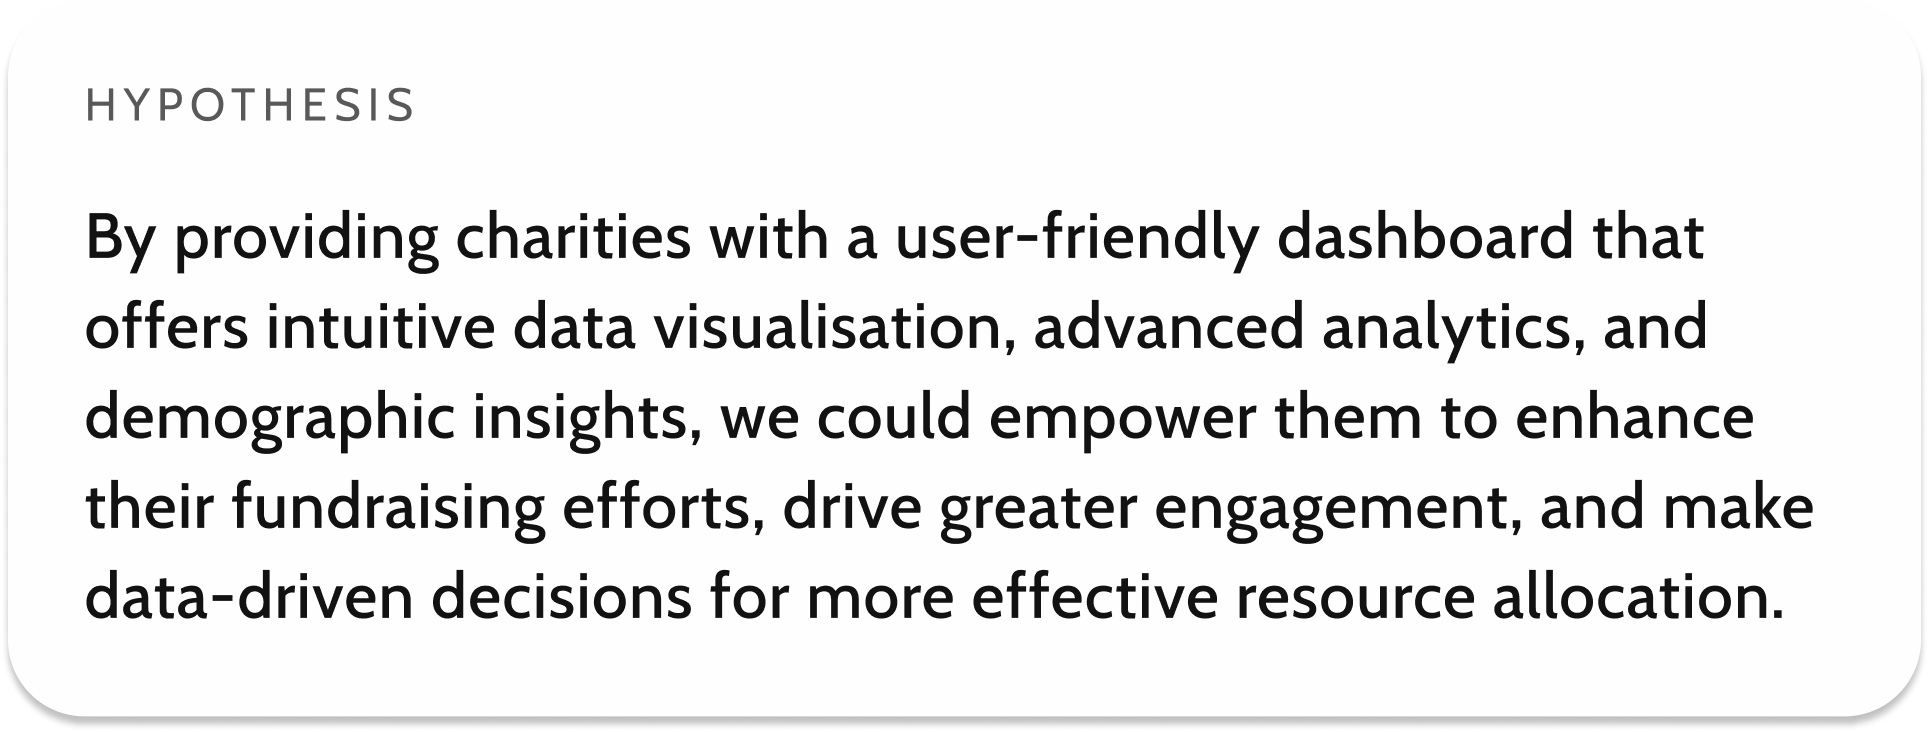 HYPOTHESIS
By providing charities with a user-friendly dashboard that
offers intuitive data visualisation, advanced analytics, and
demographic insights, we could empower them to enhance
their fundraising efforts, drive greater engagement, and make
data-driven decisions for more effective resource allocation.